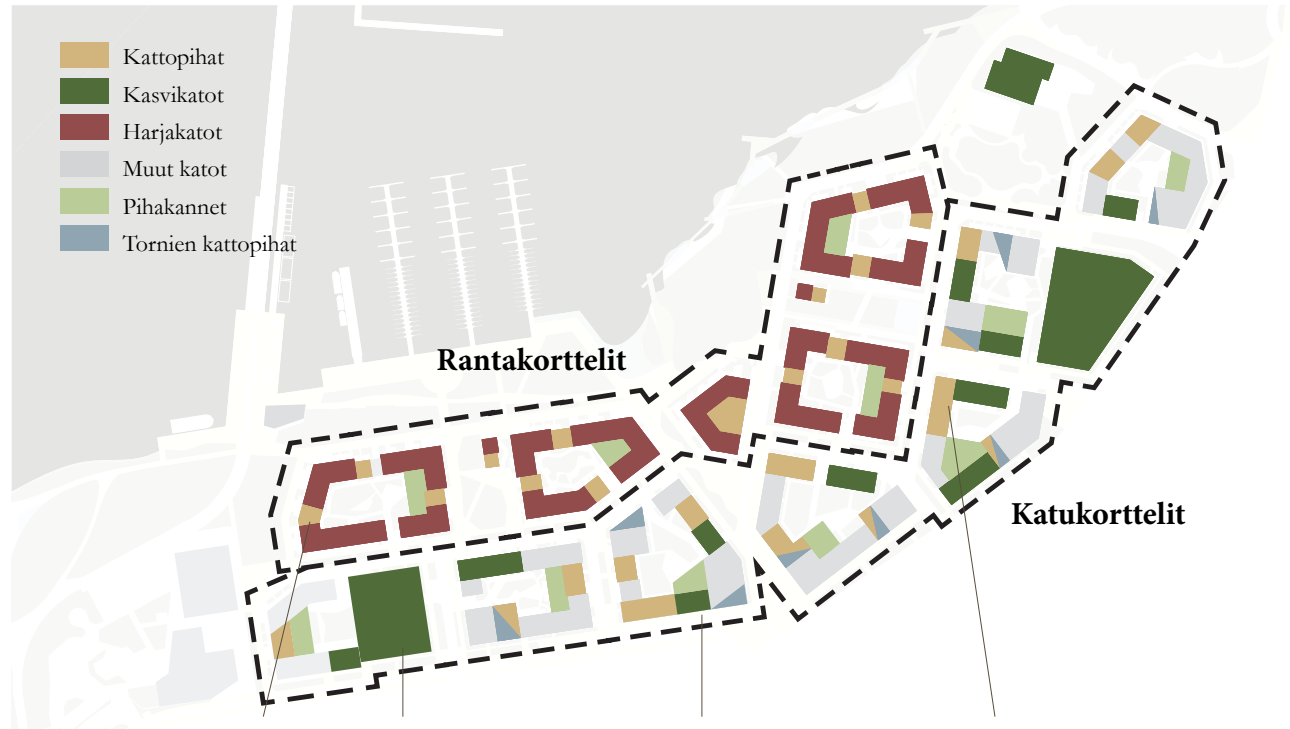 Kattopihat
Kasvikatot
Harjakatot
Muut katot
Pihakannet
Tornien kattopihat
Rantakorttelit
Katukorttelit